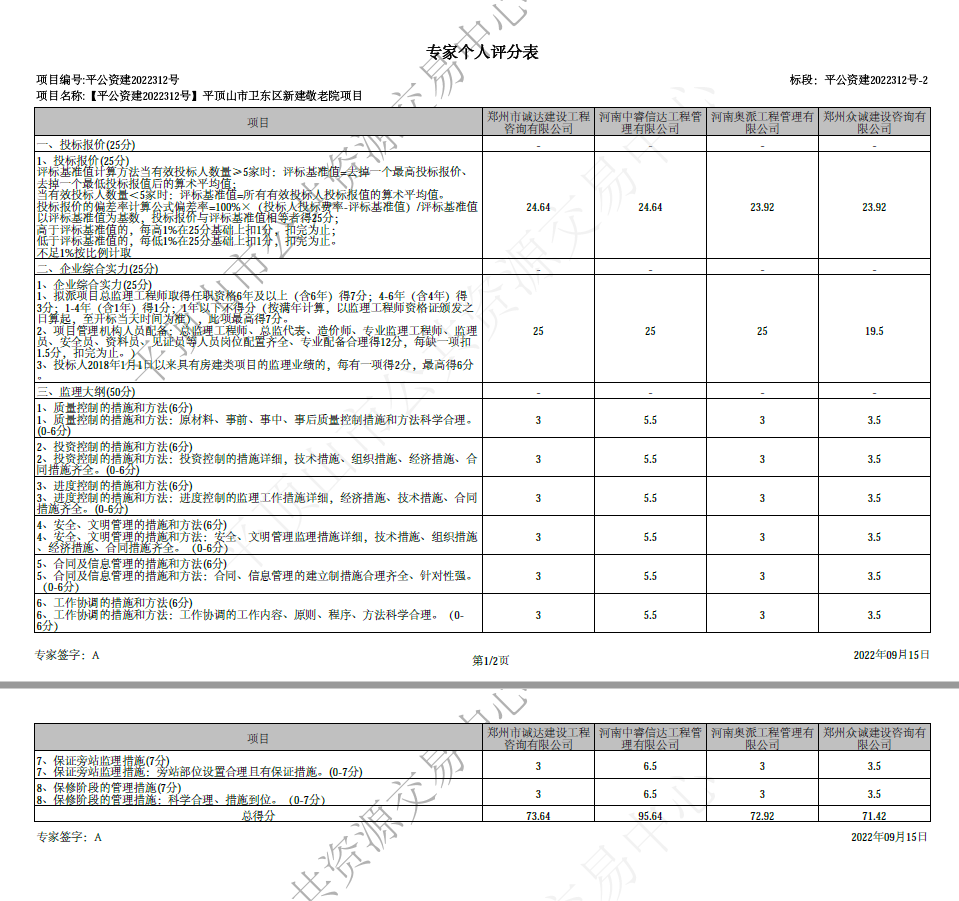 专家个人评分表
项目编号:平公资建2022312号 标段：平公资建2022312号-2
项目名称:【平公资建2022312号】平顶山市卫东区新建敬老院项目
项目 郑州市诚达建设工程咨询有限公司 河南中睿信达工程管理有限公司 河南奥派工程管理有限公司 郑州众诚建设咨询有限公司
一、投标报价(25分) - - - -
1、投标报价(25分)
评标基准值计算方法当有效投标人数量≥5家时：评标基准值=去掉一个最高投标报价、
去掉一个最低投标报值后的算术平均值；
当有效投标人数量＜5家时：评标基准值=所有有效投标人投标报值的算术平均值。
投标报价的偏差率计算公式偏差率=100%×（投标人投标费率-评标基准值）/评标基准值
以评标基准值为基数，投标报价与评标基准值相等者得25分；
高于评标基准值的，每高1%在25分基础上扣1分，扣完为止；
低于评标基准值的，每低1%在25分基础上扣1分，扣完为止。
不足1%按比例计取
24.64 24.64 23.92 23.92
二、企业综合实力(25分) - - - -
1、企业综合实力(25分)
1、拟派项目总监理工程师取得任职资格6年及以上（含6年）得7分；4-6年（含4年）得
3分；1-4年（含1年）得1分；1年以下不得分（按满年计算，以监理工程师资格证颁发之
日算起，至开标当天时间为准），此项最高得7分。
2、项目管理机构人员配备：总监理工程师、总监代表、造价师、专业监理工程师、监理
员、安全员、资料员、见证员等人员岗位配置齐全、专业配备合理得12分，每缺一项扣
1.5分，扣完为止。）
3、投标人2018年1月1日以来具有房建类项目的监理业绩的，每有一项得2分，最高得6分
。
25 25 25 19.5
三、监理大纲(50分) - - - -
1、质量控制的措施和方法(6分)
1、质量控制的措施和方法：原材料、事前、事中、事后质量控制措施和方法科学合理。
(0-6分)
3 5.5 3 3.5
2、投资控制的措施和方法(6分)
2、投资控制的措施和方法：投资控制的措施详细，技术措施、组织措施、经济措施、合
同措施齐全。(0-6分)
3 5.5 3 3.5
3、进度控制的措施和方法(6分)
3、进度控制的措施和方法：进度控制的监理工作措施详细，经济措施、技术措施、合同
措施齐全。(0-6分)
3 5.5 3 3.5
4、安全、文明管理的措施和方法(6分)
4、安全、文明管理的措施和方法：安全、文明管理监理措施详细，技术措施、组织措施
、经济措施、合同措施齐全。（0-6分）
3 5.5 3 3.5
5、合同及信息管理的措施和方法(6分)
5、合同及信息管理的措施和方法：合同、信息管理的建立制措施合理齐全、针对性强。
（0-6分）
3 5.5 3 3.5
6、工作协调的措施和方法(6分)
6、工作协调的措施和方法：工作协调的工作内容、原则、程序、方法科学合理。（0-
6分）
3 5.5 3 3.5
专家签字：A 第1/2页 2022年09月15日
项目 郑州市诚达建设工程咨询有限公司 河南中睿信达工程管理有限公司 河南奥派工程管理有限公司 郑州众诚建设咨询有限公司
7、保证旁站监理措施(7分)
7、保证旁站监理措施：旁站部位设置合理且有保证措施。(0-7分)
3 6.5 3 3.5
8、保修阶段的管理措施(7分)
8、保修阶段的管理措施：科学合理、措施到位。（0-7分）
3 6.5 3 3.5
总得分 73.64 95.64 72.92 71.42
专家签字：A 2022年09月15日
平顶山市公共资源交易中心
平顶山市公共资源交易中心
共资源交易中心
易中心